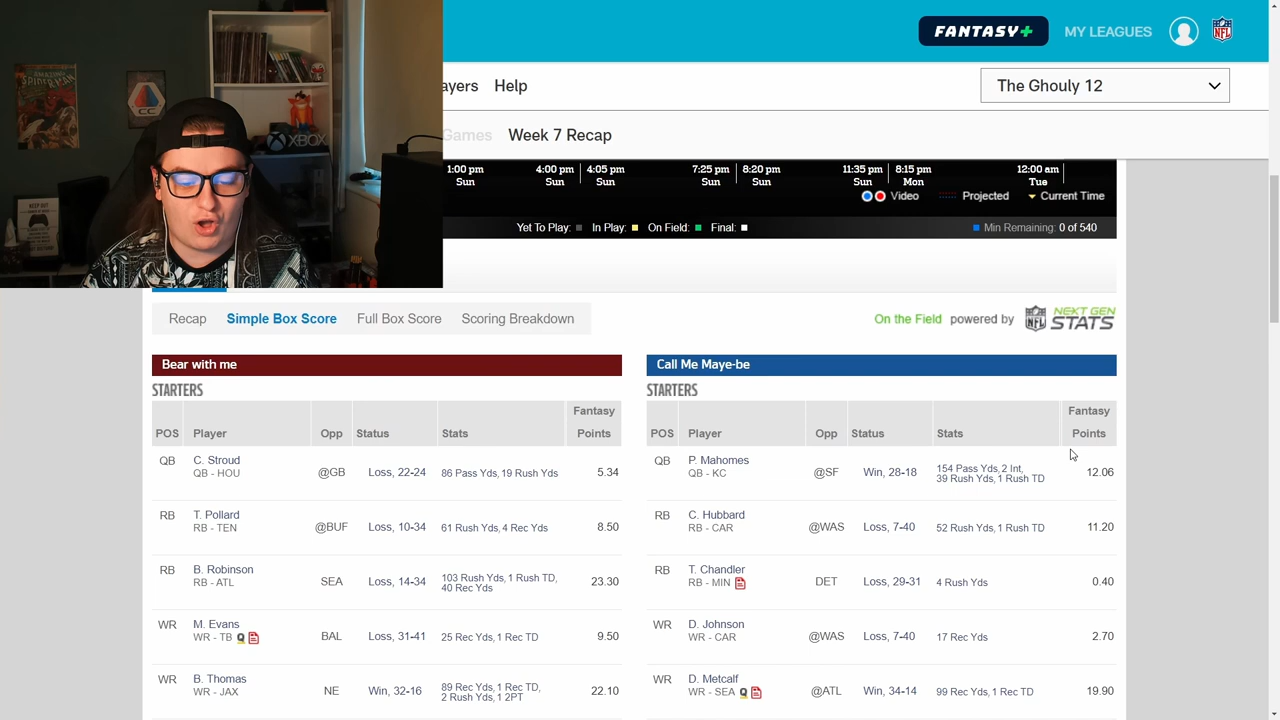 FANTASY+
MY LEAGUES
NFL
ayers Help
The Ghouly 12
Games Week 7 Recap
1:00 pm Sun 4:00 pm Sun 4:05 pm Sun 7:25 pm Sun 8:20 pm Sun 11:35 pm Sun 8:15 pm Mon 12:00 am Tue
Video Projected Current Time
Yet To Play: In Play: On Field: Final: Min Remaining: 0 of 540
AMAZING
SPIDER-MAN
CC
XBOX
KEEP OUT
Recap Simple Box Score Full Box Score Scoring Breakdown
On the Field powered by NFL NEXT GEN STATS
Bear with me
STARTERS
POS Player Opp Status Stats Fantasy Points
QB C. Stroud QB - HOU @GB Loss, 22-24 86 Pass Yds, 19 Rush Yds 5.34
RB T. Pollard RB - TEN @BUF Loss, 10-34 61 Rush Yds, 4 Rec Yds 8.50
RB B. Robinson RB - ATL SEA Loss, 14-34 103 Rush Yds, 1 Rush TD, 40 Rec Yds 23.30
WR M. Evans WR - TB Q BAL Loss, 31-41 25 Rec Yds, 1 Rec TD 9.50
WR B. Thomas WR - JAX NE Win, 32-16 89 Rec Yds, 1 Rec TD, 2 Rush Yds, 1 2PT 22.10
Call Me Maye-be
STARTERS
POS Player Opp Status Stats Fantasy Points
QB P. Mahomes QB - KC @SF Win, 28-18 154 Pass Yds, 2 Int, 39 Rush Yds, 1 Rush TD 12.06
RB C. Hubbard RB - CAR @WAS Loss, 7-40 52 Rush Yds, 1 Rush TD 11.20
RB T. Chandler RB - MIN DET Loss, 29-31 4 Rush Yds 0.40
WR D. Johnson WR - CAR @WAS Loss, 7-40 17 Rec Yds 2.70
WR D. Metcalf WR - SEA Q @ATL Win, 34-14 99 Rec Yds, 1 Rec TD 19.90